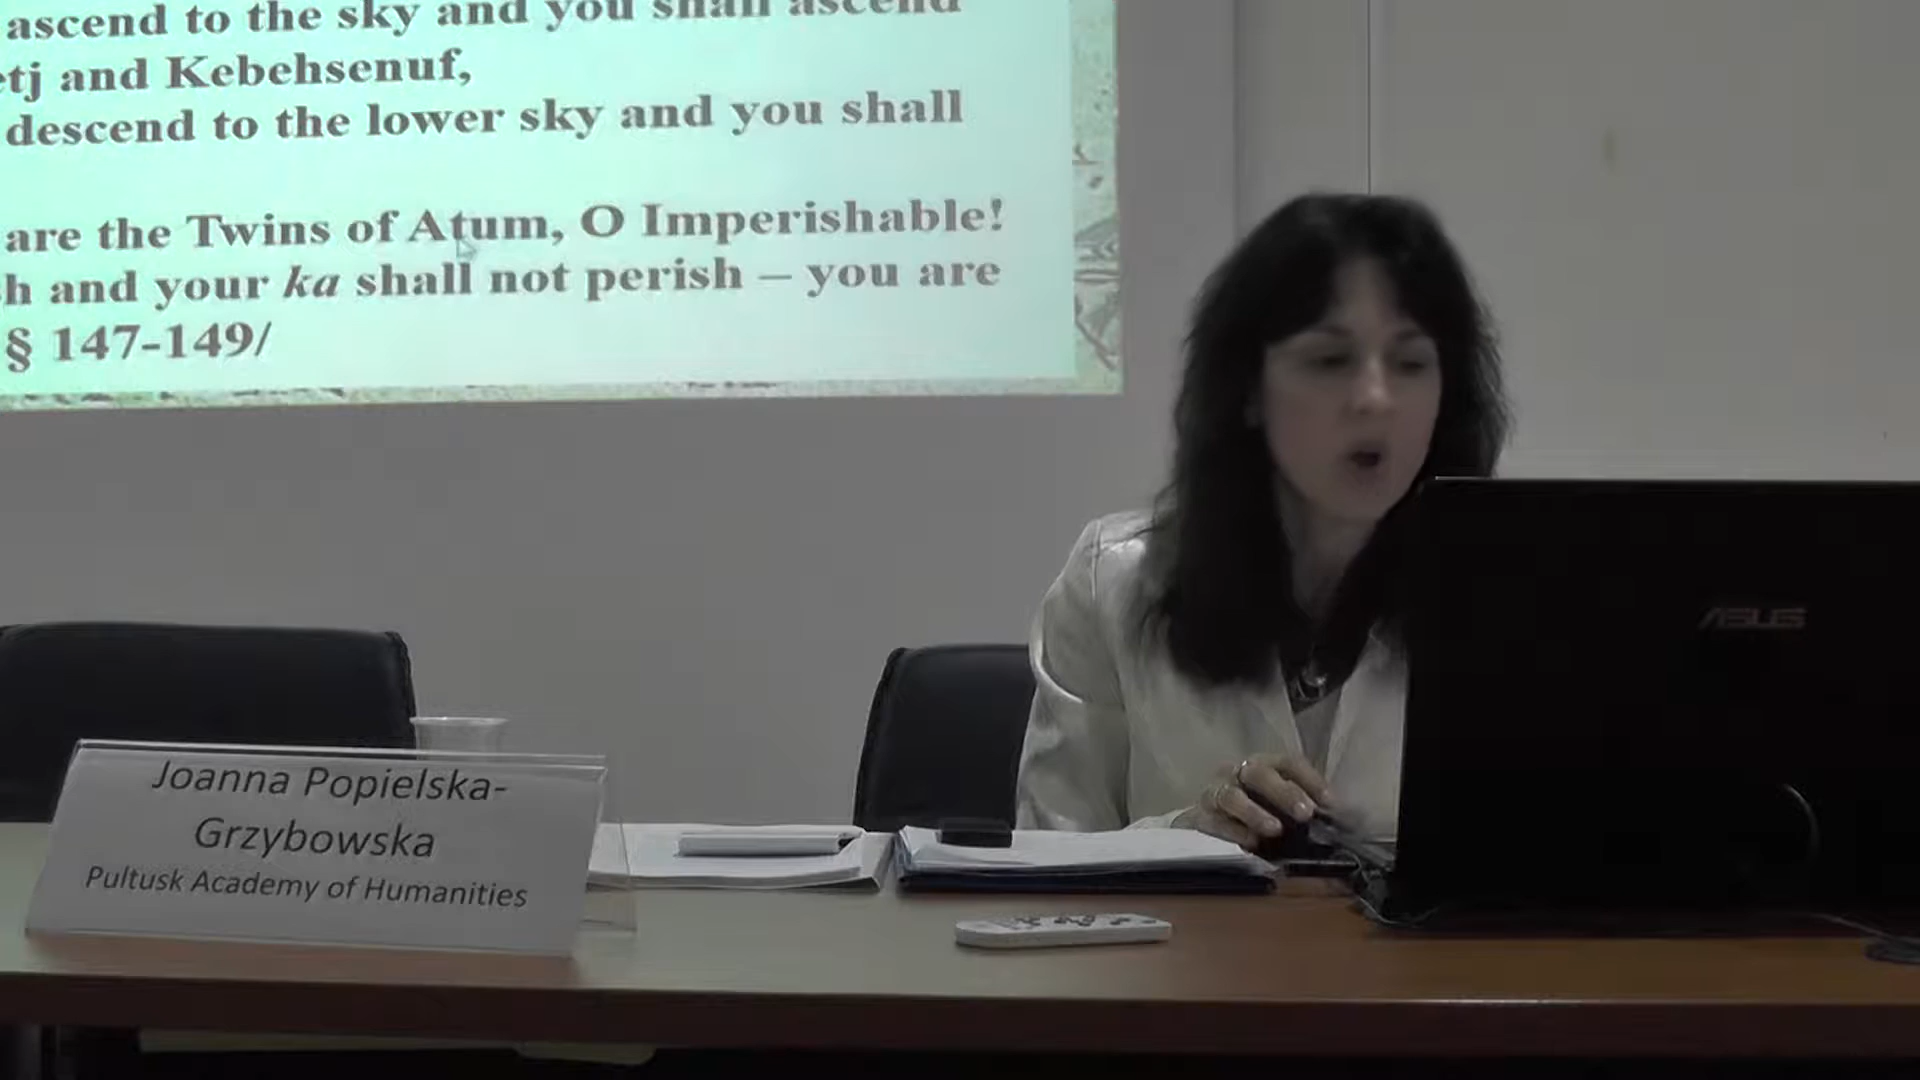 ascend to the sky and you shall ascend
etj and Kebehsenuf,
descend to the lower sky and you shall
are the Twins of Atum, O Imperishable!
h and your ka shall not perish – you are
§ 147-149/
ASUS
Joanna Popielska-
Grzybowska
Pultusk Academy of Humanities